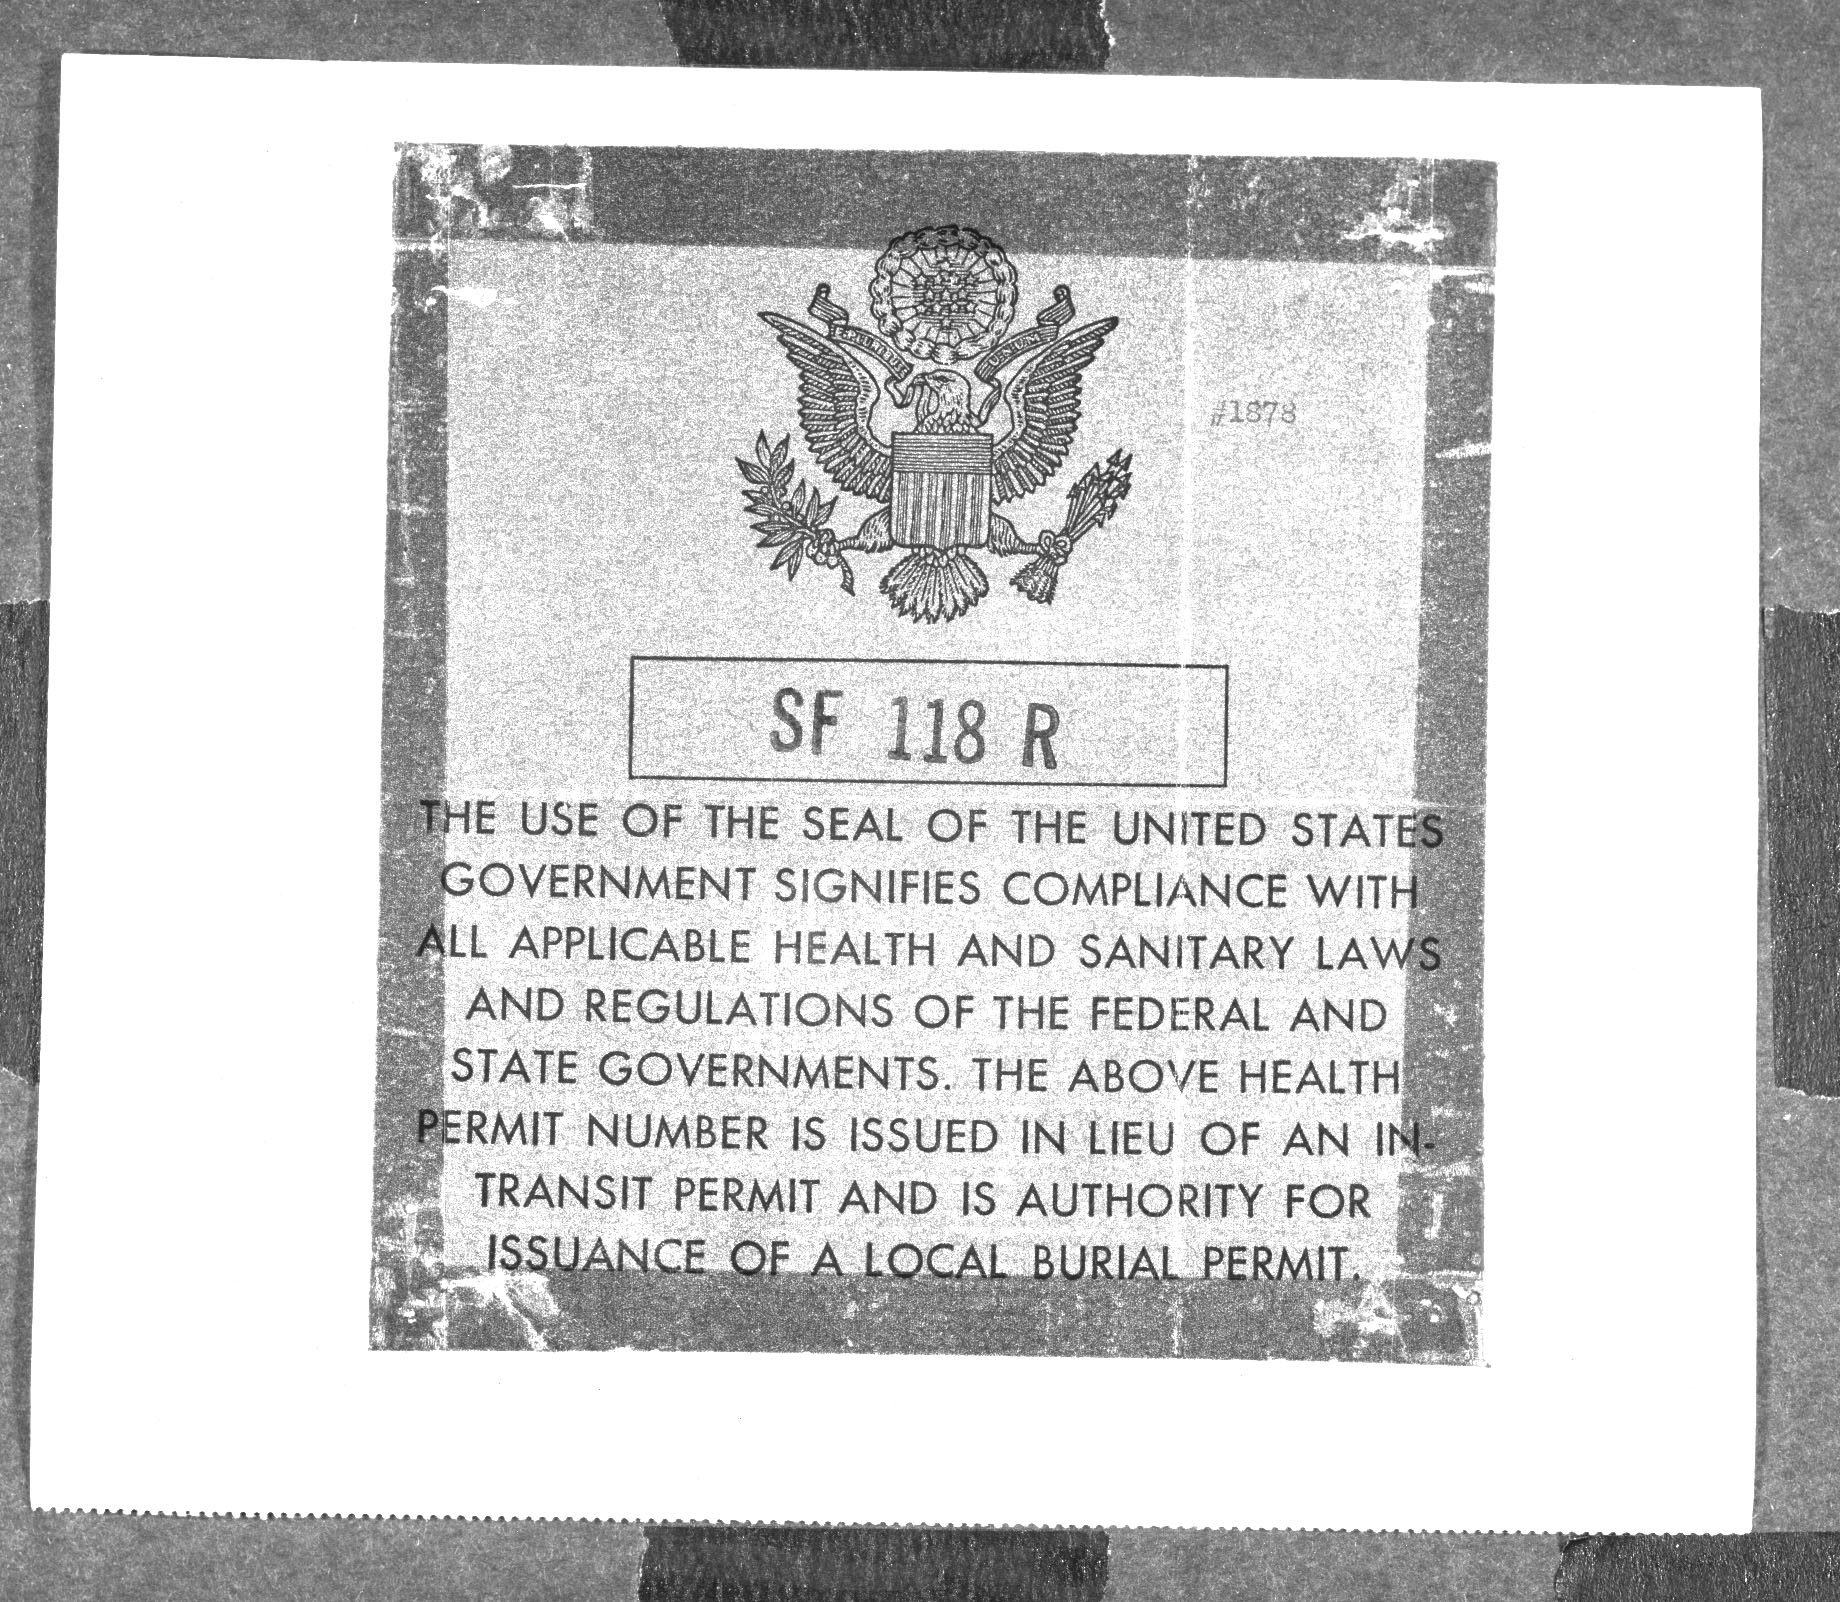 #1878
SF 118 R
THE USE OF THE SEAL OF THE UNITED STATES
GOVERNMENT SIGNIFIES COMPLIANCE WITH
ALL APPLICABLE HEALTH AND SANITARY LAWS
AND REGULATIONS OF THE FEDERAL AND
STATE GOVERNMENTS. THE ABOVE HEALTH
PERMIT NUMBER IS ISSUED IN LIEU OF AN IN-
TRANSIT PERMIT AND IS AUTHORITY FOR
ISSUANCE OF A LOCAL BURIAL PERMIT.